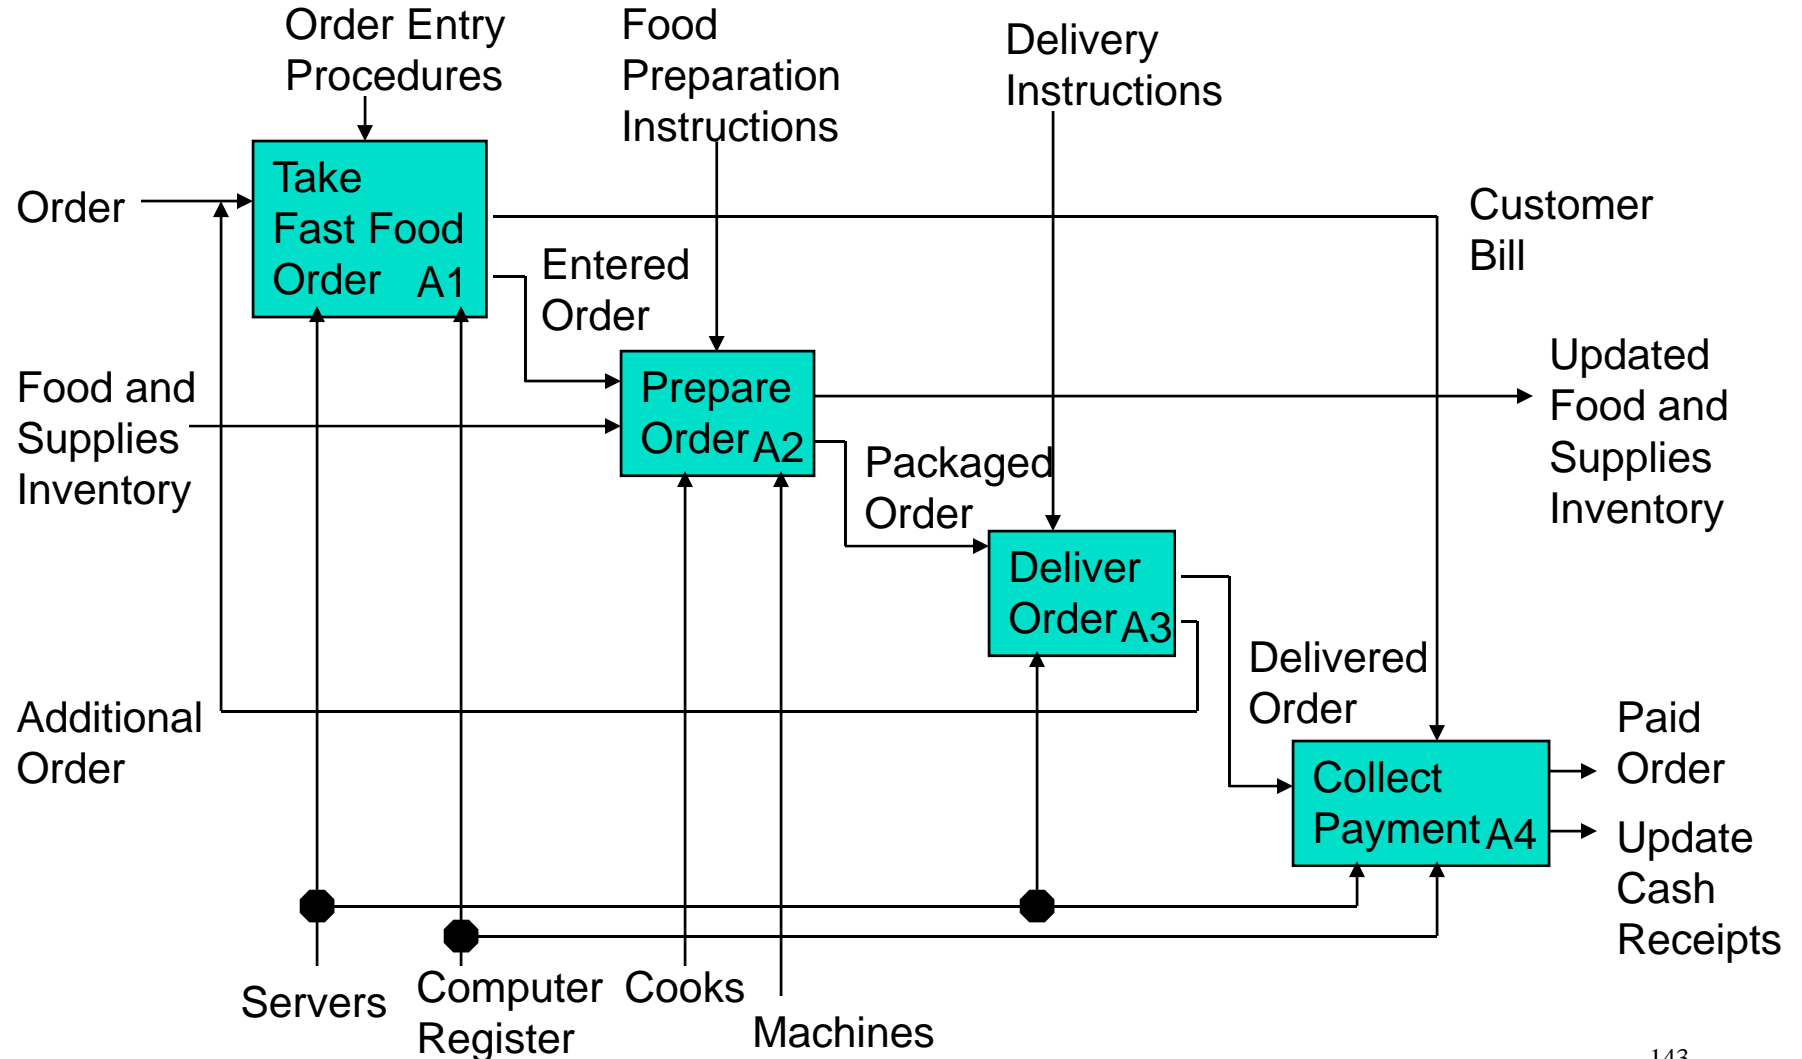 Order Entry
Procedures
Food
Preparation
Instructions
Delivery
Instructions
Order
Take
Fast Food
Order A1
Customer
Bill
Entered
Order
Food and
Supplies
Inventory
Prepare
Order A2
Updated
Food and
Supplies
Inventory
Packaged
Order
Deliver
Order A3
Delivered
Order
Additional
Order
Collect
Payment A4
Paid
Order
Update
Cash
Receipts
Servers
Computer
Register
Cooks
Machines
143